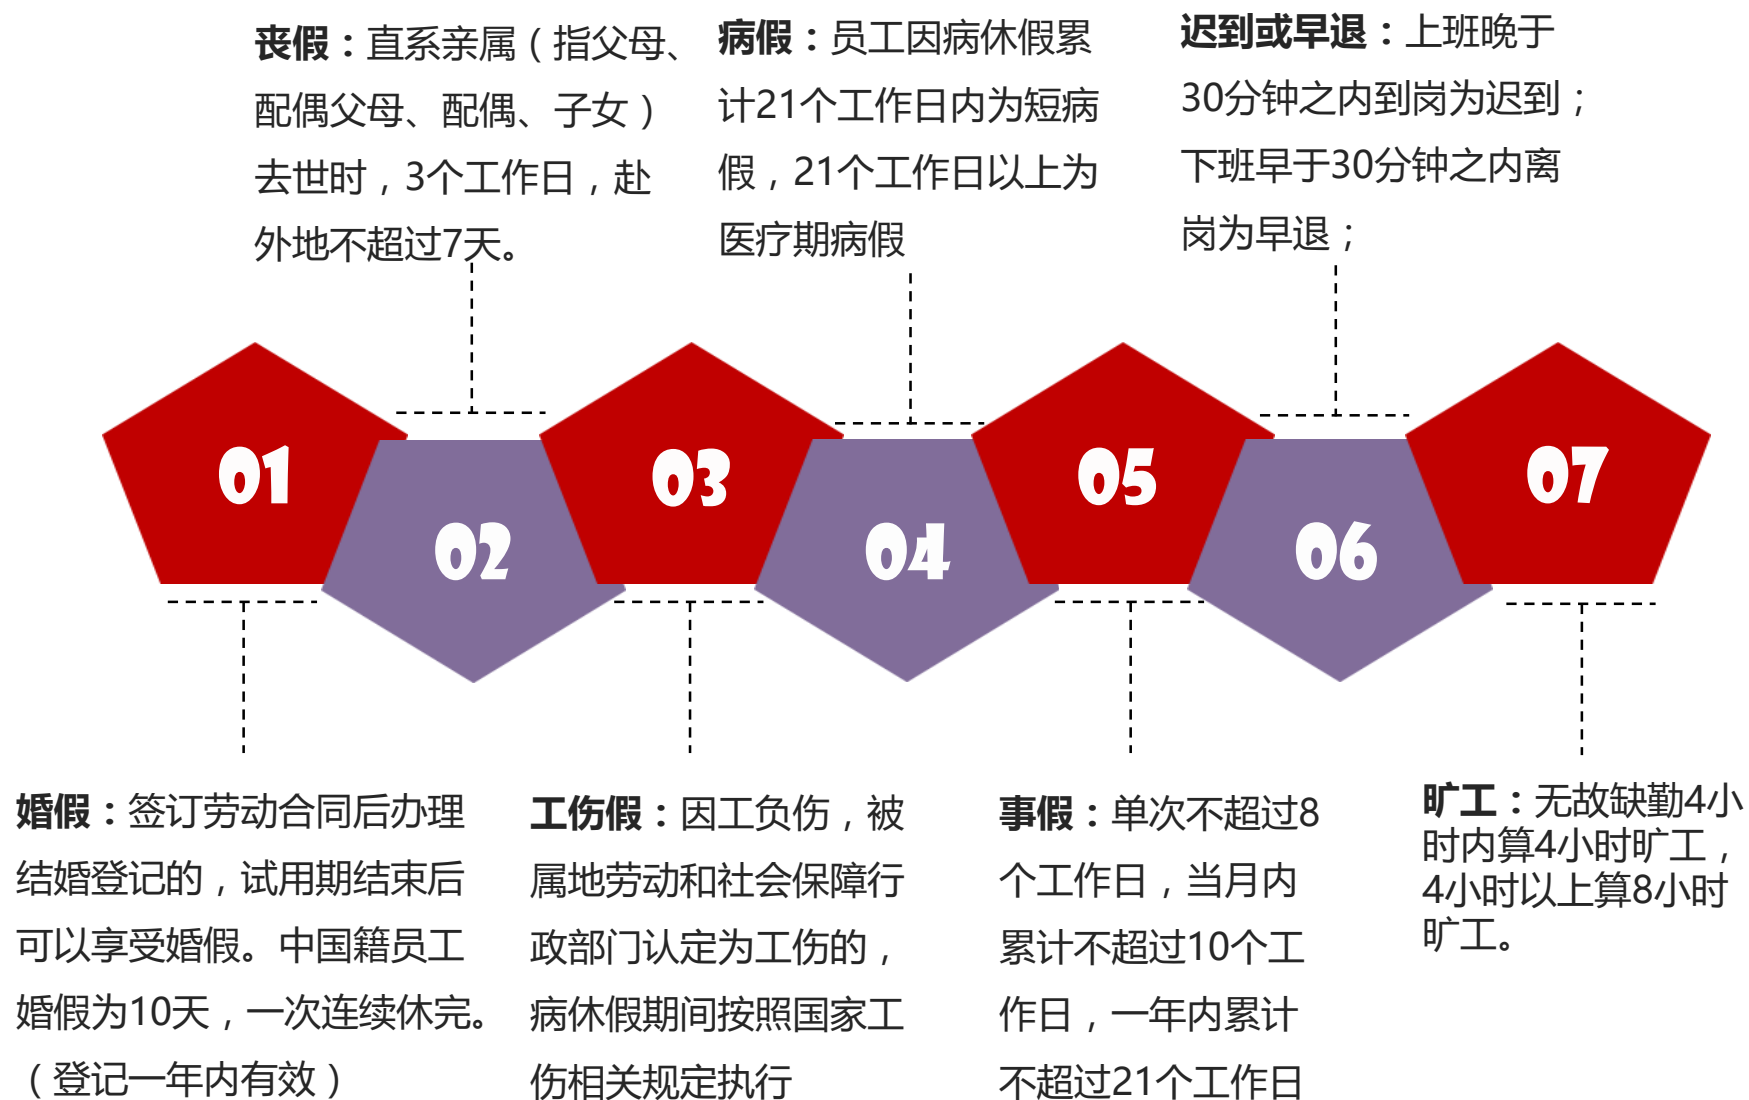 丧假：直系亲属（指父母、
配偶父母、配偶、子女）
去世时，3个工作日，赴
外地不超过7天。
病假：员工因病休假累
计21个工作日内为短病
假，21个工作日以上为
医疗期病假
迟到或早退：上班晚于
30分钟之内到岗为迟到；
下班早于30分钟之内离
岗为早退；
01
02
03
04
05
06
07
婚假：签订劳动合同后办理
结婚登记的，试用期结束后
可以享受婚假。中国籍员工
婚假为10天，一次连续休完。
（登记一年内有效）
工伤假：因工负伤，被
属地劳动和社会保障行
政部门认定为工伤的，
病休假期间按照国家工
伤相关规定执行
事假：单次不超过8
个工作日，当月内
累计不超过10个工
作日，一年内累计
不超过21个工作日
旷工：无故缺勤4小
时内算4小时旷工，
4小时以上算8小时
旷工。